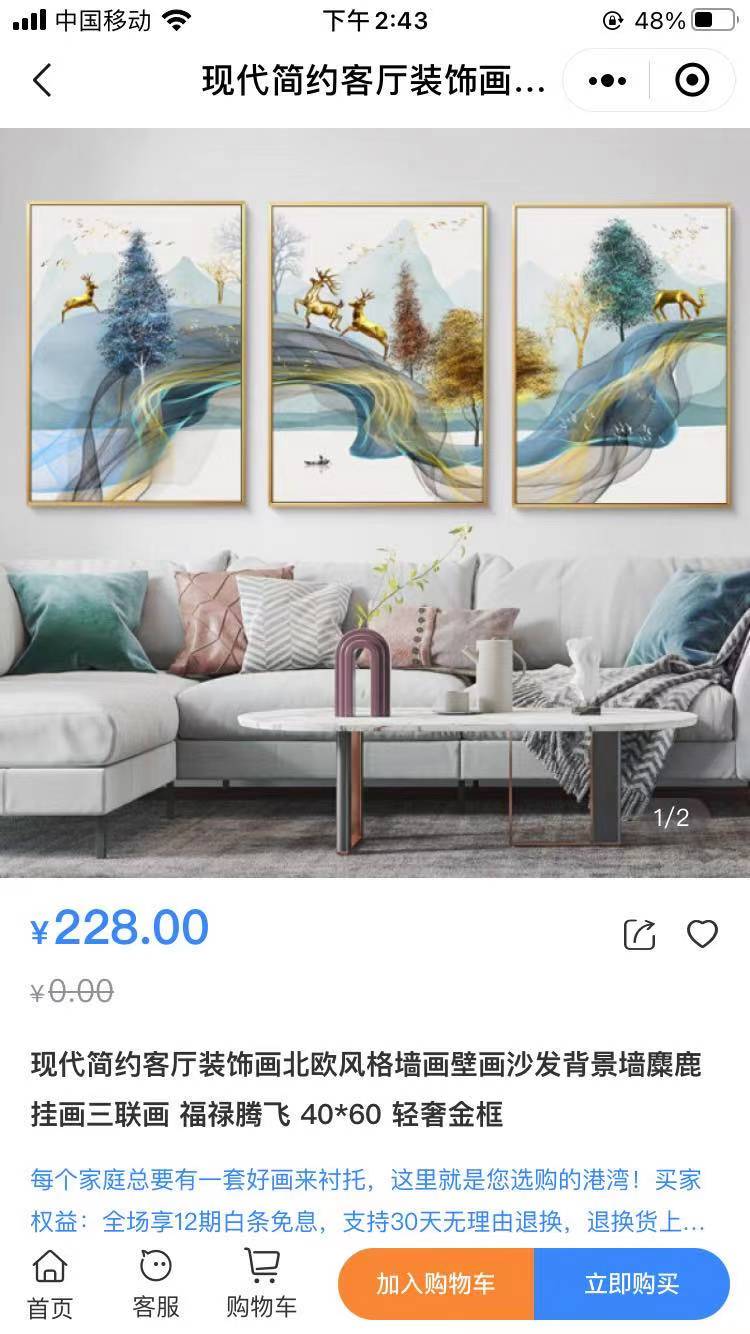 中国移动
下午2:43
48%
现代简约客厅装饰画...
1/2
¥228.00
¥0.00
现代简约客厅装饰画北欧风格墙画壁画沙发背景墙麋鹿
挂画三联画 福禄腾飞 40*60 轻奢金框
每个家庭总要有一套好画来衬托，这里就是您选购的港湾！买家
权益：全场享12期白条免息，支持30天无理由退换，退换货上...
首页
客服
购物车
加入购物车
立即购买